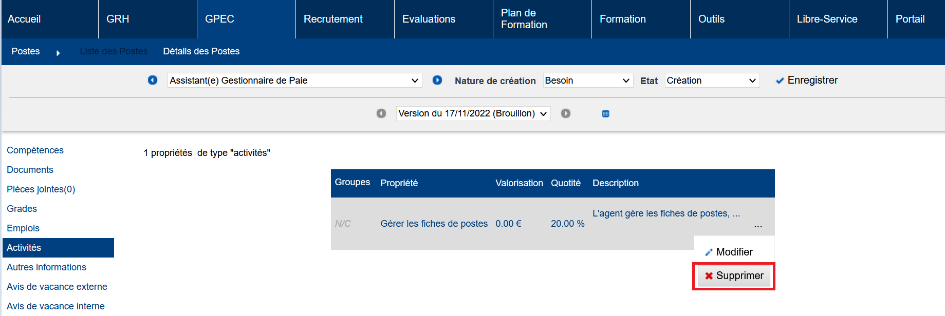 Accueil
GRH
GPEC
Recrutement
Evaluations
Plan de
Formation
Formation
Outils
Libre-Service
Portail
Postes
Liste des Postes
Détails des Postes
Assistant(e) Gestionnaire de Paie
Nature de création
Besoin
Etat
Création
Enregistrer
Version du 17/11/2022 (Brouillon)
Compétences
Documents
Pièces jointes(0)
Grades
Emplois
Activités
Autres informations
Avis de vacance externe
Avis de vacance interne
1 propriétés de type "activités"
Groupes
Propriété
Valorisation
Quotité
Description
N/C
Gérer les fiches de postes
0.00 €
20.00 %
L'agent gère les fiches de postes, ...
...
Modifier
Supprimer